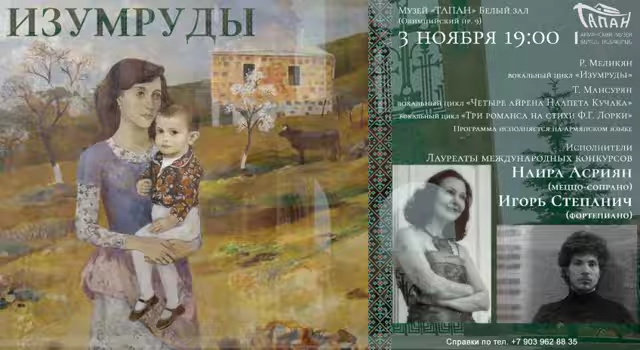 ИЗУМРУДЫ
Музей «ТАПАН» Белый зал
(Олимпийский пр. 9)
3 НОЯБРЯ 19:00
ТАПАН
Р. Меликян
вокальный цикл «Изумруды»
Т. Мансурян
вокальный цикл «Четыре айрена Наапета Кучака»
вокальный цикл «Три романса на стихи Ф.Г. Лорки»
Программа исполняется на армянском языке
Исполнители
Лауреаты международных конкурсов
Наира Асриян
(меццо-сопрано)
Игорь Степанич
(фортепиано)
Справки по тел. +7 903 962 88 35